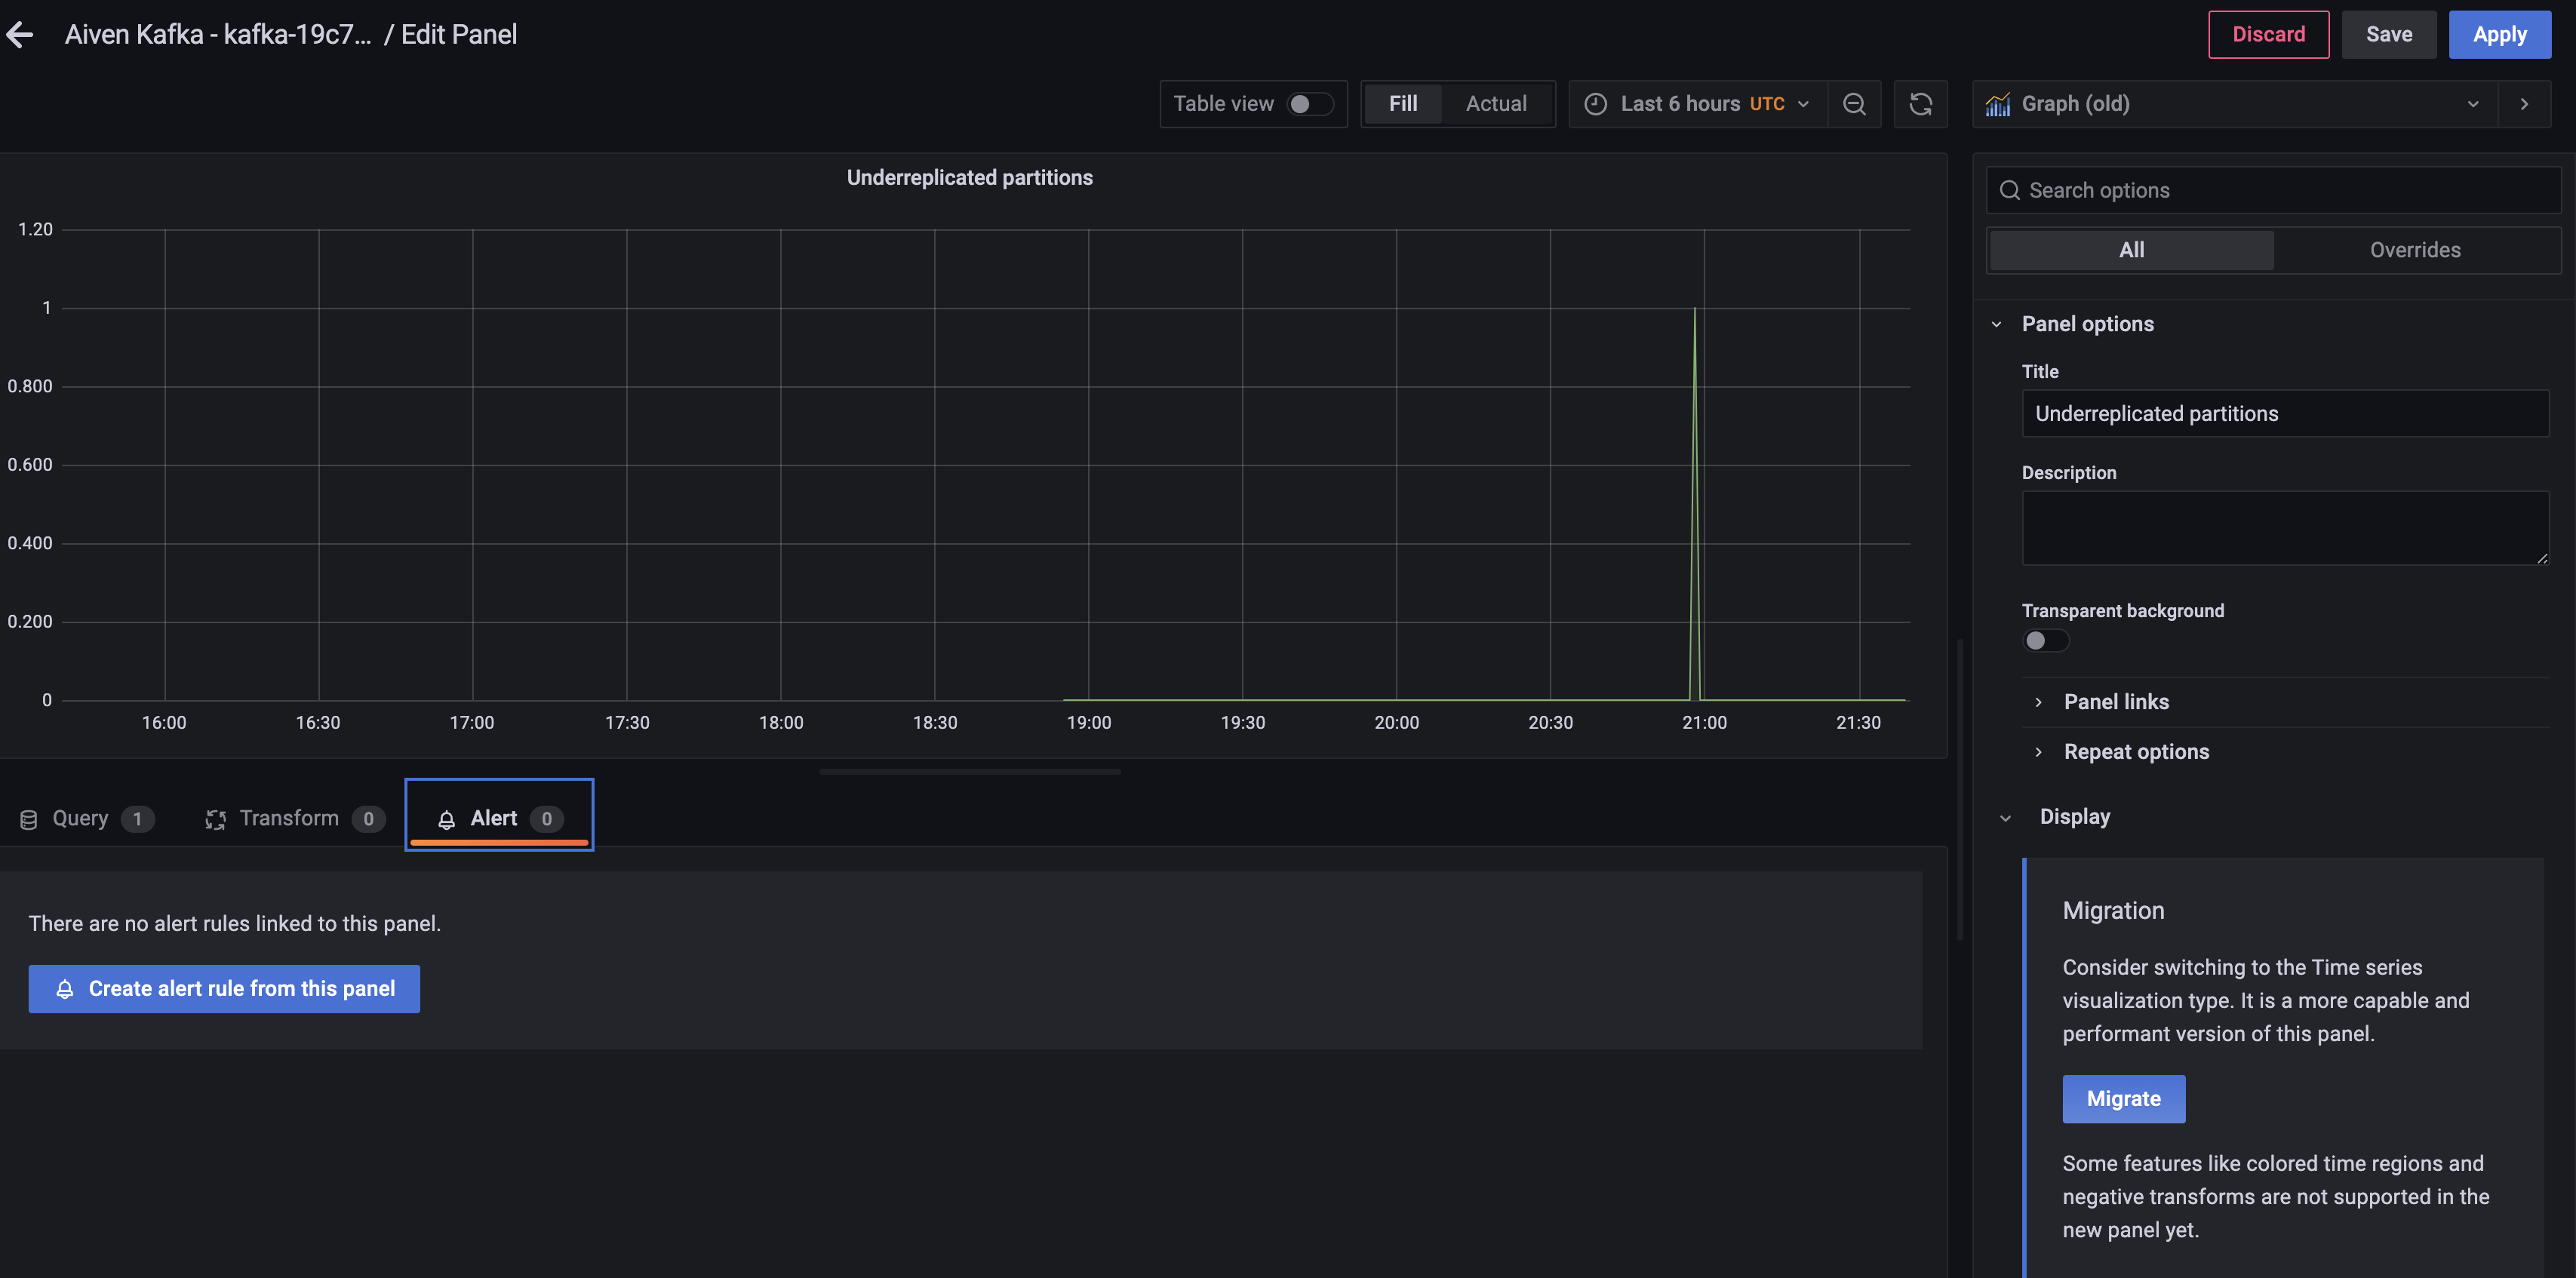 Aiven Kafka - kafka-19c7... / Edit Panel
Discard
Save
Apply
Table view
Fill
Actual
Last 6 hours UTC
Graph (old)
Underreplicated partitions
1.20
1
0.800
0.600
0.400
0.200
0
16:00
16:30
17:00
17:30
18:00
18:30
19:00
19:30
20:00
20:30
21:00
21:30
Query 1
Transform 0
Alert 0
There are no alert rules linked to this panel.
Create alert rule from this panel
Search options
All
Overrides
Panel options
Title
Underreplicated partitions
Description
Transparent background
Panel links
Repeat options
Display
Migration
Consider switching to the Time series
visualization type. It is a more capable and
performant version of this panel.
Migrate
Some features like colored time regions and
negative transforms are not supported in the
new panel yet.